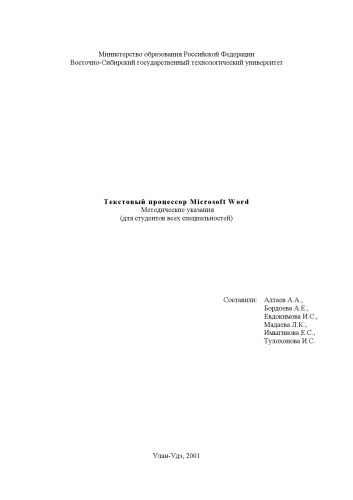 Министерство образования Российской Федерации
Восточно-Сибирский государственный технологический университет
Текстовый процессор Microsoft Word
Методические указания
(для студентов всех специальностей)
Составили: Алтаев А.А.,
Бордоева А.Е.,
Евдокимова И.С.,
Мадаева Л.К.,
Имыгинова Е.С.,
Тулохонова И.С.
Улан-Удэ, 2001